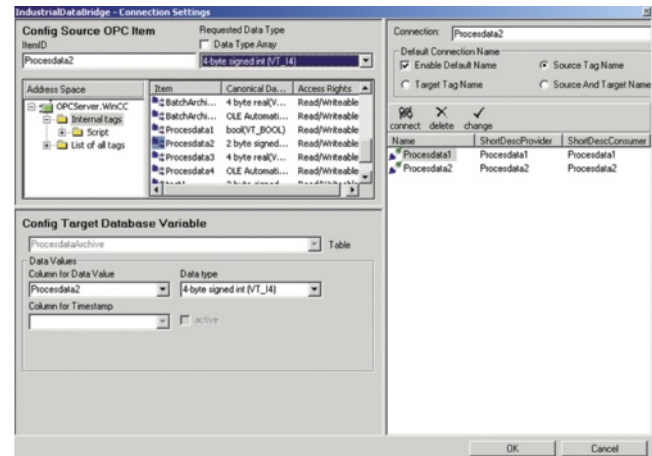 IndustrialDataBridge - Connection Settings
Config Source OPC Item
Requested Data Type
ItemID
Data Type Array
Procesdata2
4-byte signed int (VT_I4)
Address Space
Item
Canonical Da...
Access Rights
OPCServer.WinCC
Internal tags
Script
List of all tags
BatchArchi... 4 byte real(V... Read/Writeable
BatchArchi... OLE Automati... Read/Writeable
Procesdata1 bool(VT_BOOL) Read/Writeable
Procesdata2 2 byte signed... Read/Writeable
Procesdata3 4 byte real(V... Read/Writeable
Procesdata4 OLE Automati... Read/Writeable
Config Target Database Variable
ProcesdataArchive
Table
Data Values
Column for Data Value
Data type
Procesdata2
4-byte signed int (VT_I4)
Column for Timestamp
active
Connection:
Procesdata2
Default Connection Name
Enable Default Name
Source Tag Name
Target Tag Name
Source And Target Name
connect delete change
Name ShortDescProvider ShortDescConsumer
Procesdata1 Procesdata1 Procesdata1
Procesdata2 Procesdata2 Procesdata2
OK
Cancel